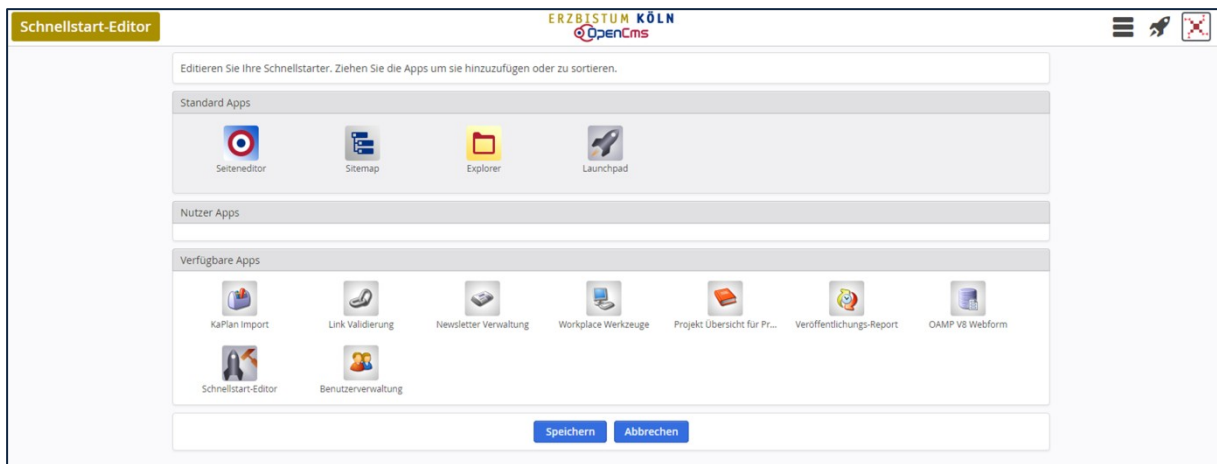 Schnellstart-Editor
ERZBISTUM KÖLN
OpenCms
Editieren Sie Ihre Schnellstarter. Ziehen Sie die Apps um sie hinzuzufügen oder zu sortieren.
Standard Apps
Seiteneditor Sitemap Explorer Launchpad
Nutzer Apps
Verfügbare Apps
KaPlan Import Link Validierung Newsletter Verwaltung Workplace Werkzeuge Projekt Übersicht für Pr... Veröffentlichungs-Report OAMP V8 Webform
Schnellstart-Editor Benutzerverwaltung
Speichern Abbrechen